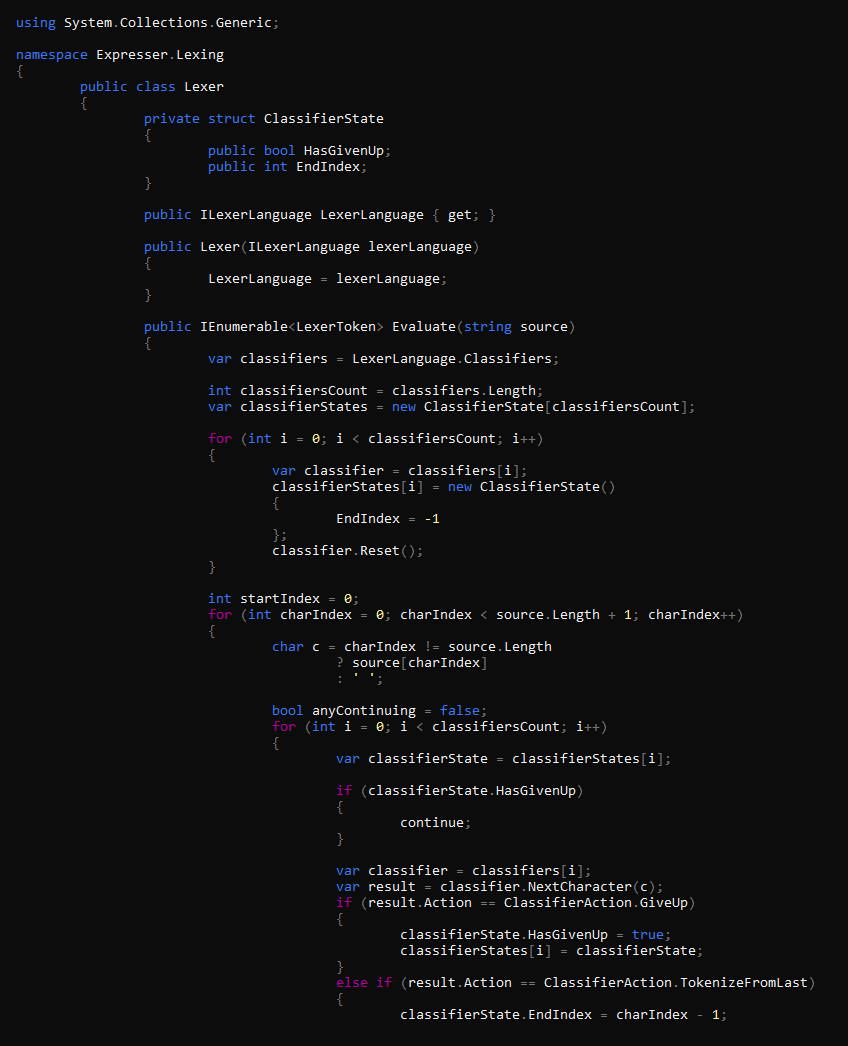 using System.Collections.Generic;
namespace Expresser.Lexing
{
public class Lexer
{
private struct ClassifierState
{
public bool HasGivenUp;
public int EndIndex;
}
public ILexerLanguage LexerLanguage { get; }
public Lexer(ILexerLanguage lexerLanguage)
{
LexerLanguage = lexerLanguage;
}
public IEnumerable<LexerToken> Evaluate(string source)
{
var classifiers = LexerLanguage.Classifiers;
int classifiersCount = classifiers.Length;
var classifierStates = new ClassifierState[classifiersCount];
for (int i = 0; i < classifiersCount; i++)
{
var classifier = classifiers[i];
classifierStates[i] = new ClassifierState()
{
EndIndex = -1
};
classifier.Reset();
}
int startIndex = 0;
for (int charIndex = 0; charIndex < source.Length + 1; charIndex++)
{
char c = charIndex != source.Length
? source[charIndex]
: ' ';
bool anyContinuing = false;
for (int i = 0; i < classifiersCount; i++)
{
var classifierState = classifierStates[i];
if (classifierState.HasGivenUp)
{
continue;
}
var classifier = classifiers[i];
var result = classifier.NextCharacter(c);
if (result.Action == ClassifierAction.GiveUp)
{
classifierState.HasGivenUp = true;
classifierStates[i] = classifierState;
}
else if (result.Action == ClassifierAction.TokenizeFromLast)
{
classifierState.EndIndex = charIndex - 1;